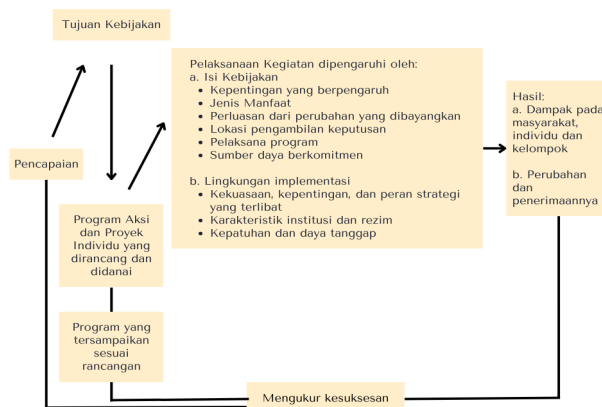 Tujuan Kebijakan
Pelaksanaan Kegiatan dipengaruhi oleh:
a. Isi Kebijakan
• Kepentingan yang berpengaruh
• Jenis Manfaat
• Perluasan dari perubahan yang dibayangkan
• Lokasi pengambilan keputusan
• Pelaksana program
• Sumber daya berkomitmen
b. Lingkungan implementasi
• Kekuasaan, kepentingan, dan peran strategi
yang terlibat
• Karakteristik institusi dan rezim
• Kepatuhan dan daya tanggap
Hasil:
a. Dampak pada
masyarakat,
individu dan
kelompok
b. Perubahan
dan
penerimaannya
Pencapaian
Program Aksi
dan Proyek
Individu yang
dirancang dan
didanai
Program yang
tersampaikan
sesuai
rancangan
Mengukur kesuksesan